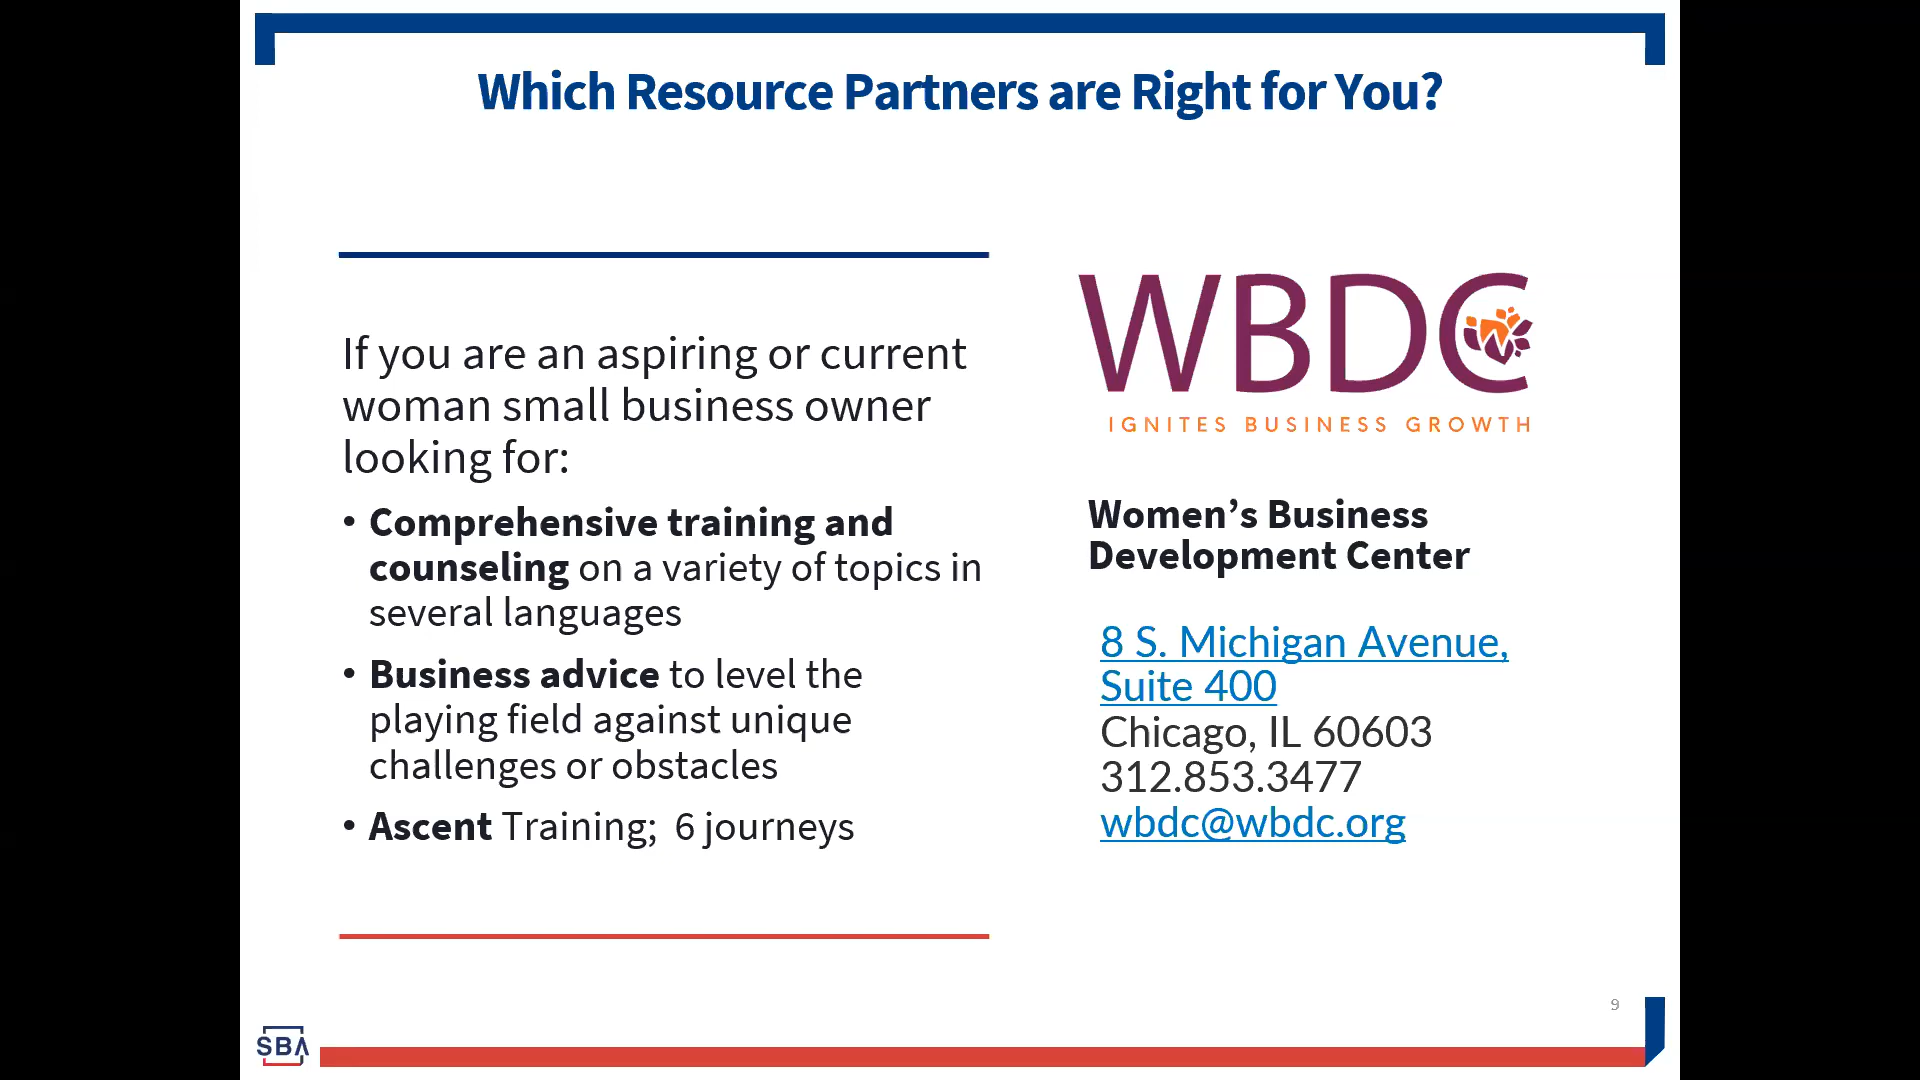 Which Resource Partners are Right for You?
If you are an aspiring or current
woman small business owner
looking for:
• Comprehensive training and
counseling on a variety of topics in
several languages
• Business advice to level the
playing field against unique
challenges or obstacles
• Ascent Training;  6 journeys
WBDC
IGNITES BUSINESS GROWTH
Women’s Business
Development Center
8 S. Michigan Avenue,
Suite 400
Chicago, IL 60603
312.853.3477
wbdc@wbdc.org
9
SBA